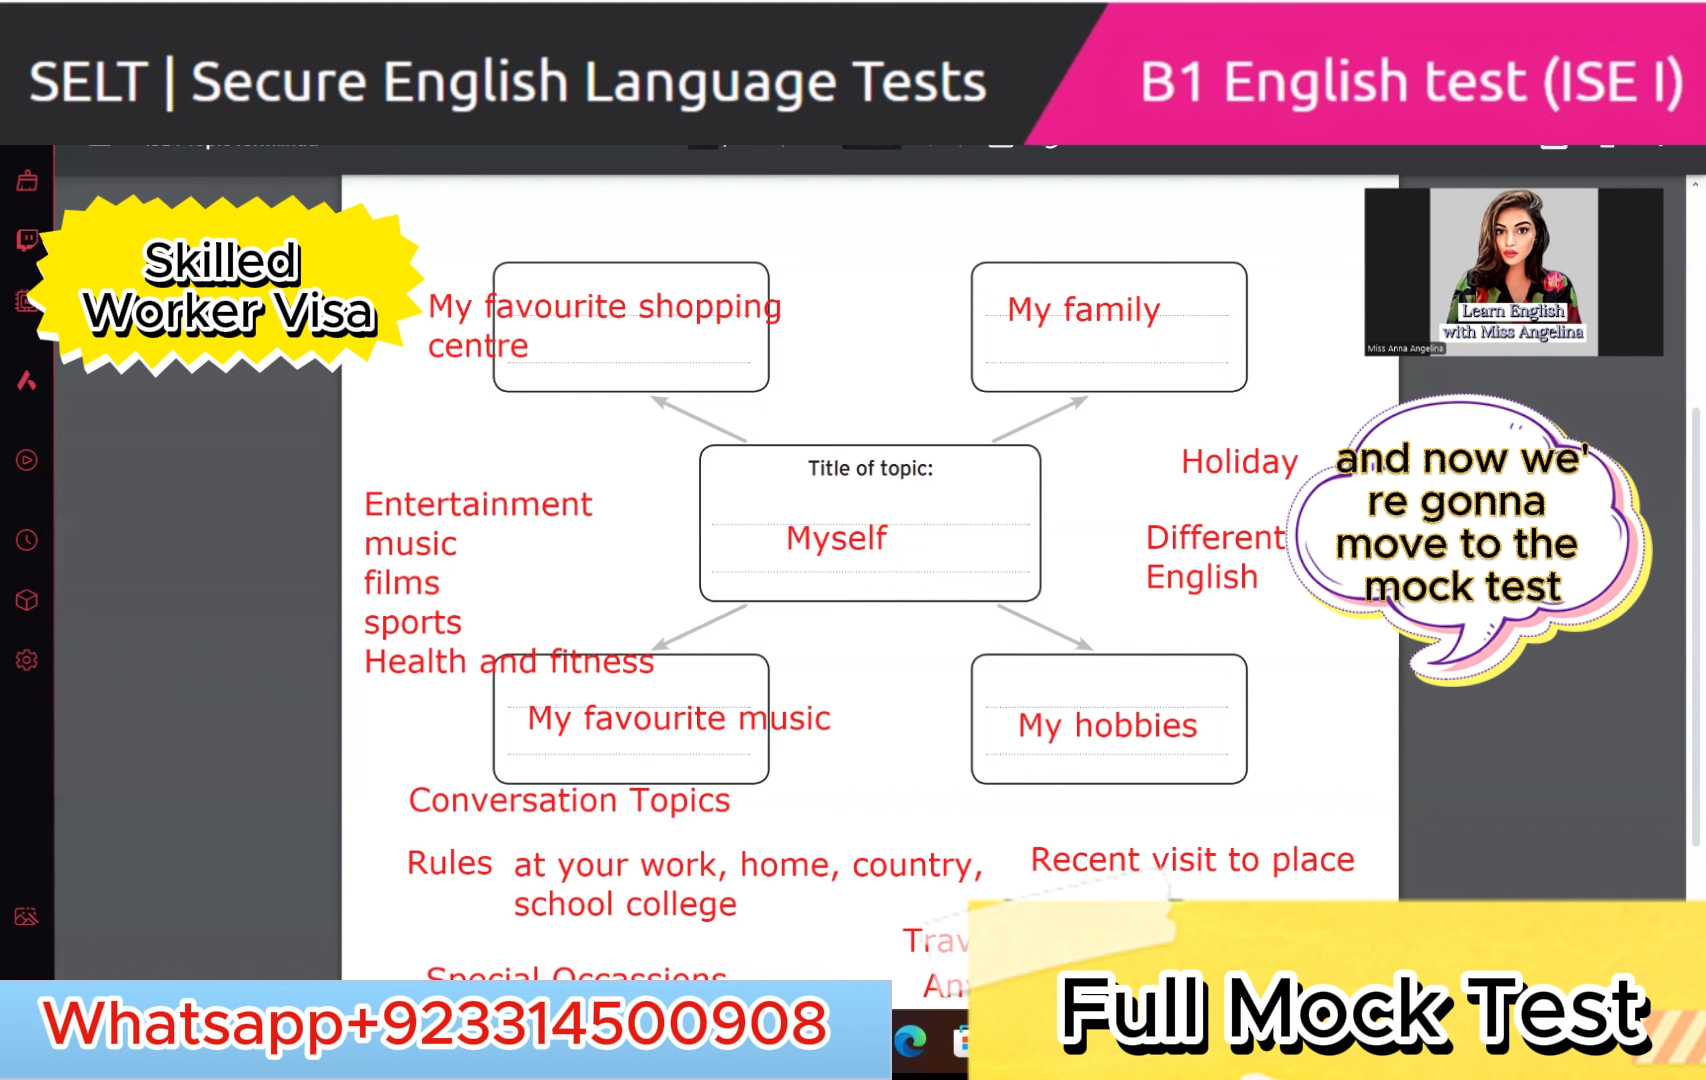 SELT | Secure English Language Tests
B1 English test (ISE I)
Skilled
Worker Visa
My favourite shopping
centre
My family
Learn English
with Miss Angelina
Miss Anna Angelina
Title of topic:
Myself
Holiday
Different
English
and now we'
re gonna
move to the
mock test
Entertainment
music
films
sports
Health and fitness
My favourite music
My hobbies
Conversation Topics
Rules at your work, home, country,
school college
Recent visit to place
Special Occassions
Whatsapp+923314500908
Full Mock Test